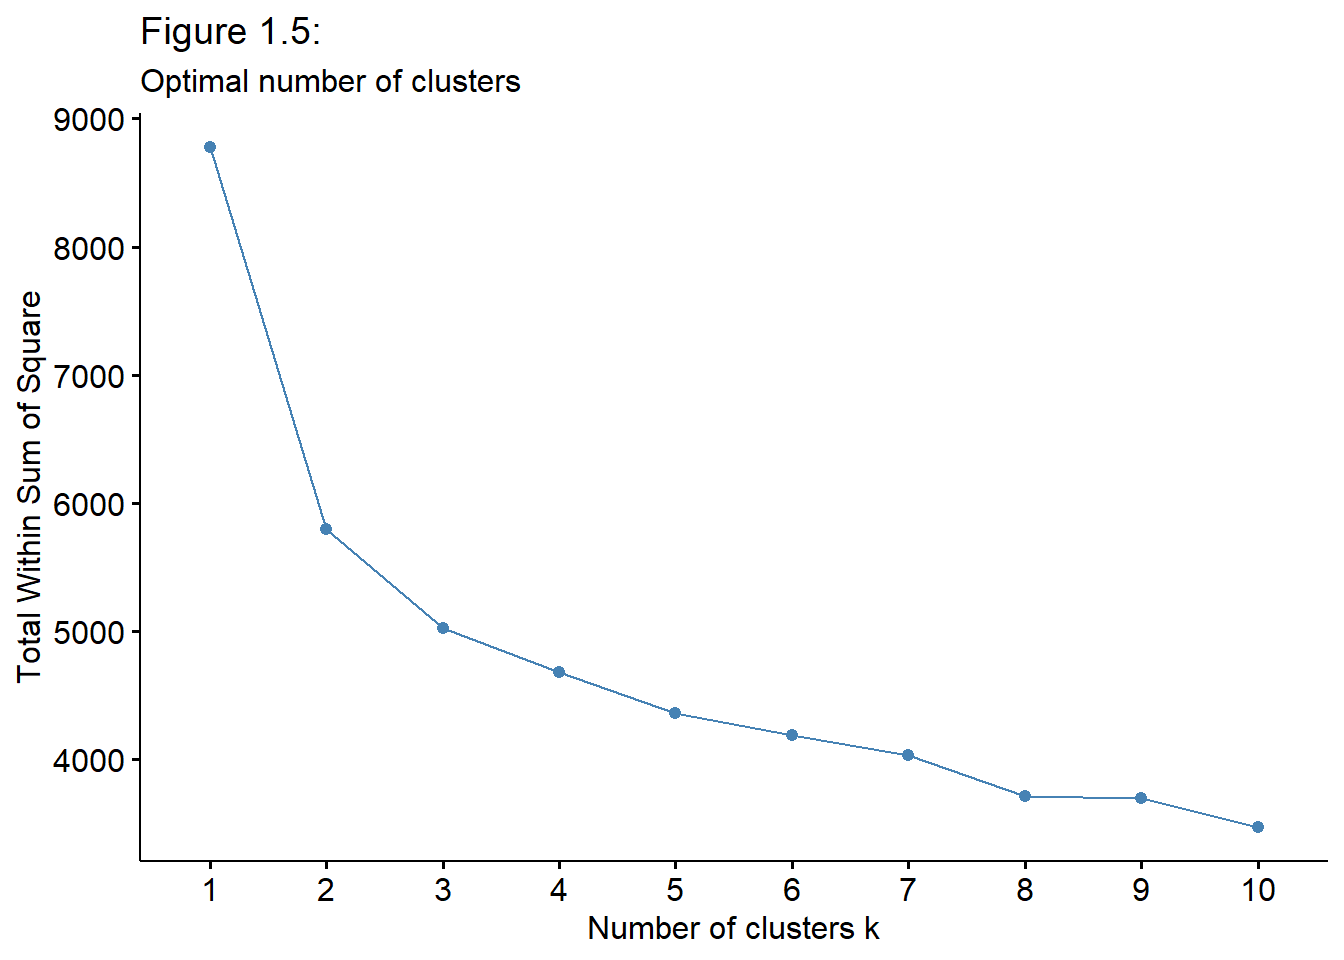 Figure 1.5:
Optimal number of clusters
9000
8000
7000
6000
5000
4000
Total Within Sum of Square
1 2 3 4 5 6 7 8 9 10
Number of clusters k